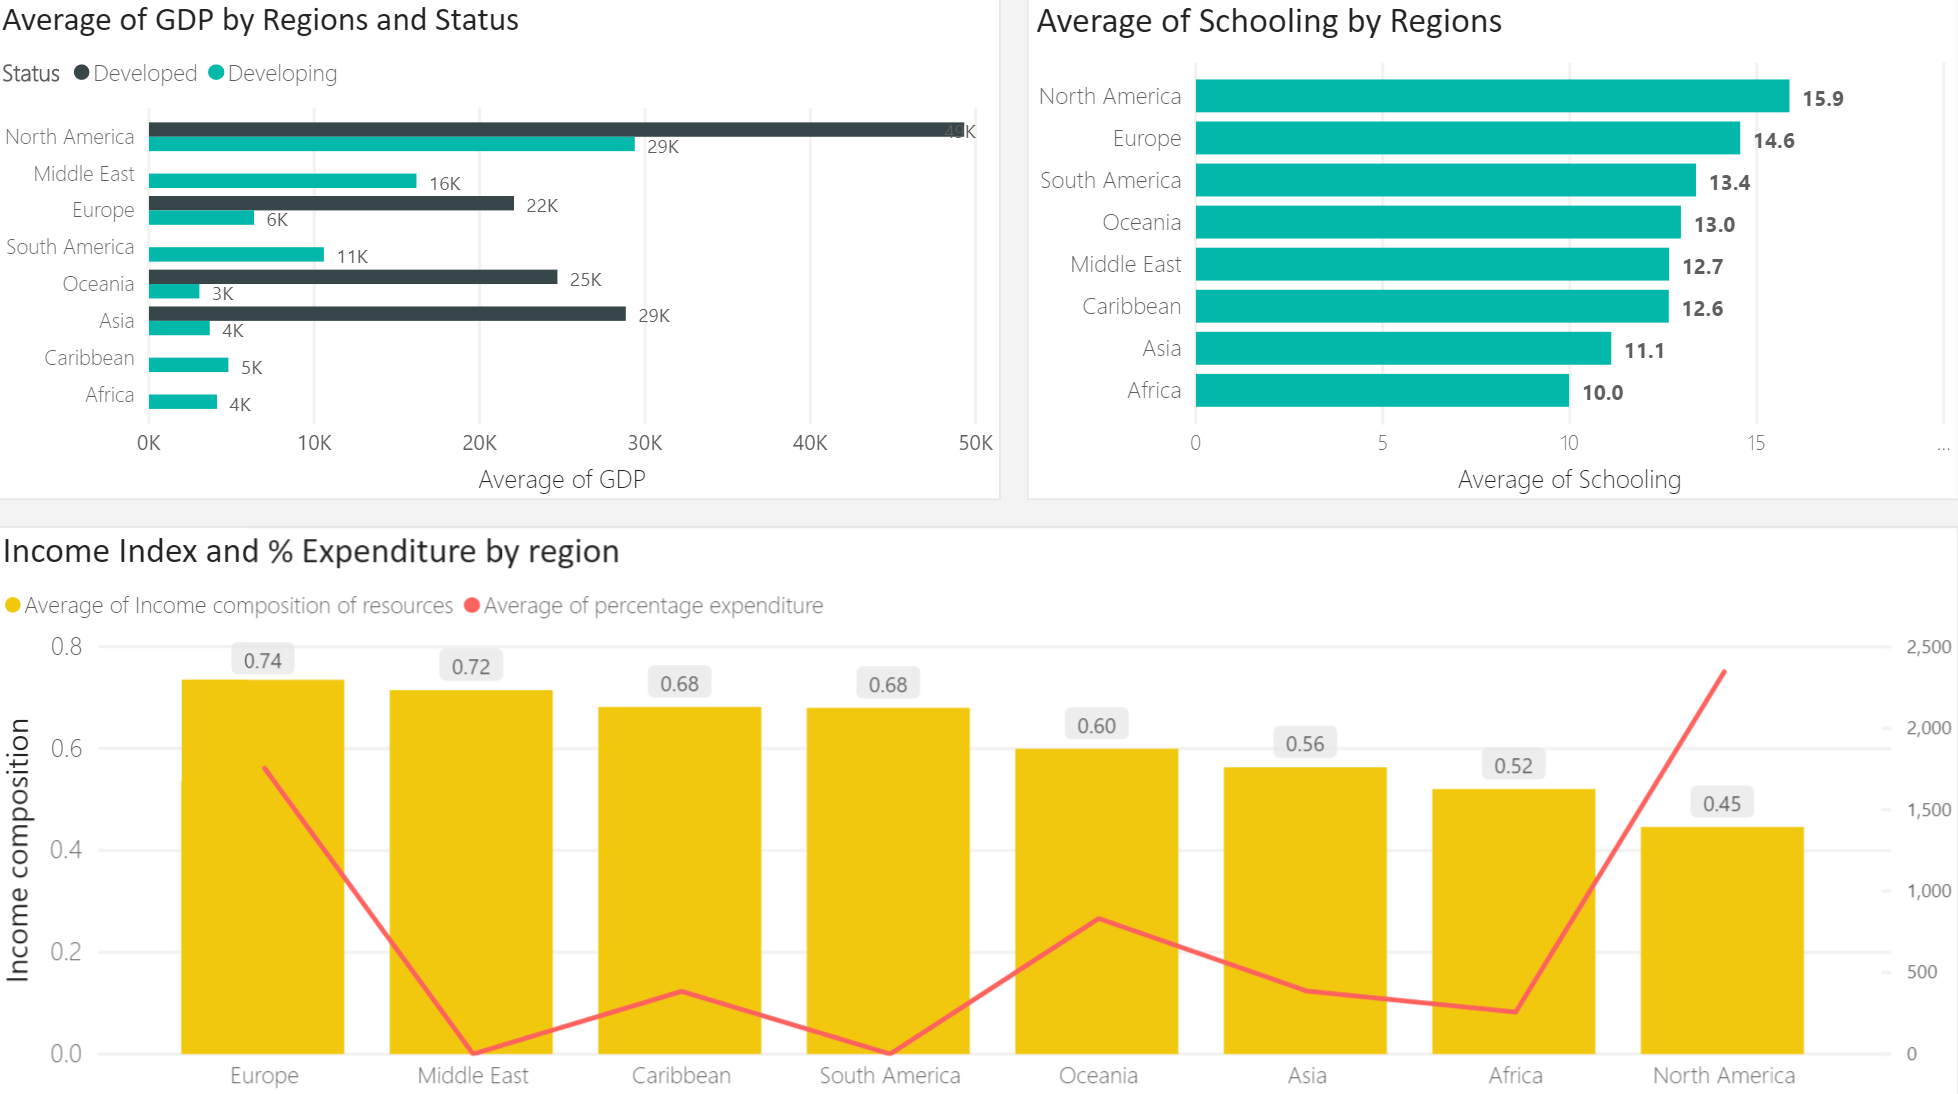 Average of GDP by Regions and Status
Status Developed Developing
North America 49K
29K
Middle East 16K
Europe 22K
6K
South America 11K
Oceania 25K
3K
Asia 29K
4K
Caribbean 5K
Africa 4K
0K 10K 20K 30K 40K 50K
Average of GDP
Average of Schooling by Regions
North America 15.9
Europe 14.6
South America 13.4
Oceania 13.0
Middle East 12.7
Caribbean 12.6
Asia 11.1
Africa 10.0
0 5 10 15 ...
Average of Schooling
Income Index and % Expenditure by region
Average of Income composition of resources Average of percentage expenditure
Income composition
0.8
0.6
0.4
0.2
0.0
0.74 0.72 0.68 0.68 0.60 0.56 0.52 0.45
2,500
2,000
1,500
1,000
500
0
Europe Middle East Caribbean South America Oceania Asia Africa North America